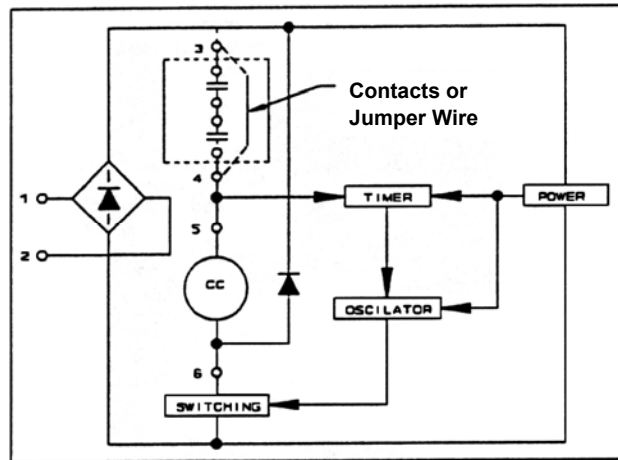 3
Contacts or
Jumper Wire
4
1
TIMER
POWER
5
2
CC
OSCILATOR
6
SWITCHING